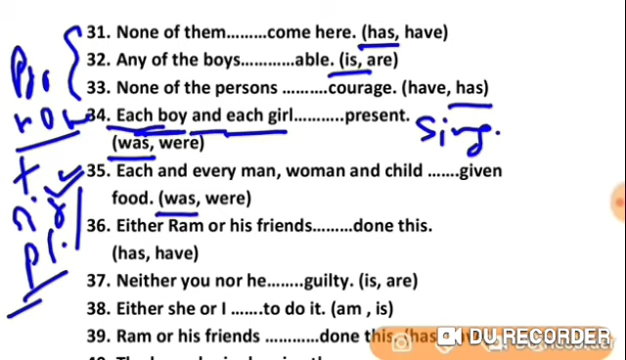 31. None of them.........come here. (has, have)
32. Any of the boys............able. (is, are)
33. None of the persons ..........courage. (have, has)
34. Each boy and each girl...........present.
Sing.
(was, were)
35. Each and every man, woman and child .......given
food. (was, were)
36. Either Ram or his friends.........done this.
(has, have)
37. Neither you nor he........guilty. (is, are)
38. Either she or I .......to do it. (am , is)
39. Ram or his friends ............done this.
DU RECORDER